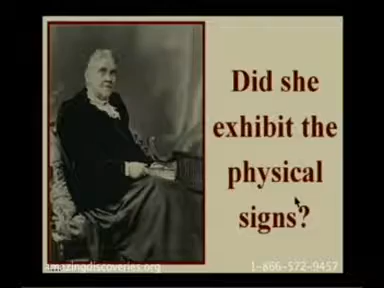 Did she
exhibit the
physical
signs?
amazingdiscoveries.org
1-866-572-9457